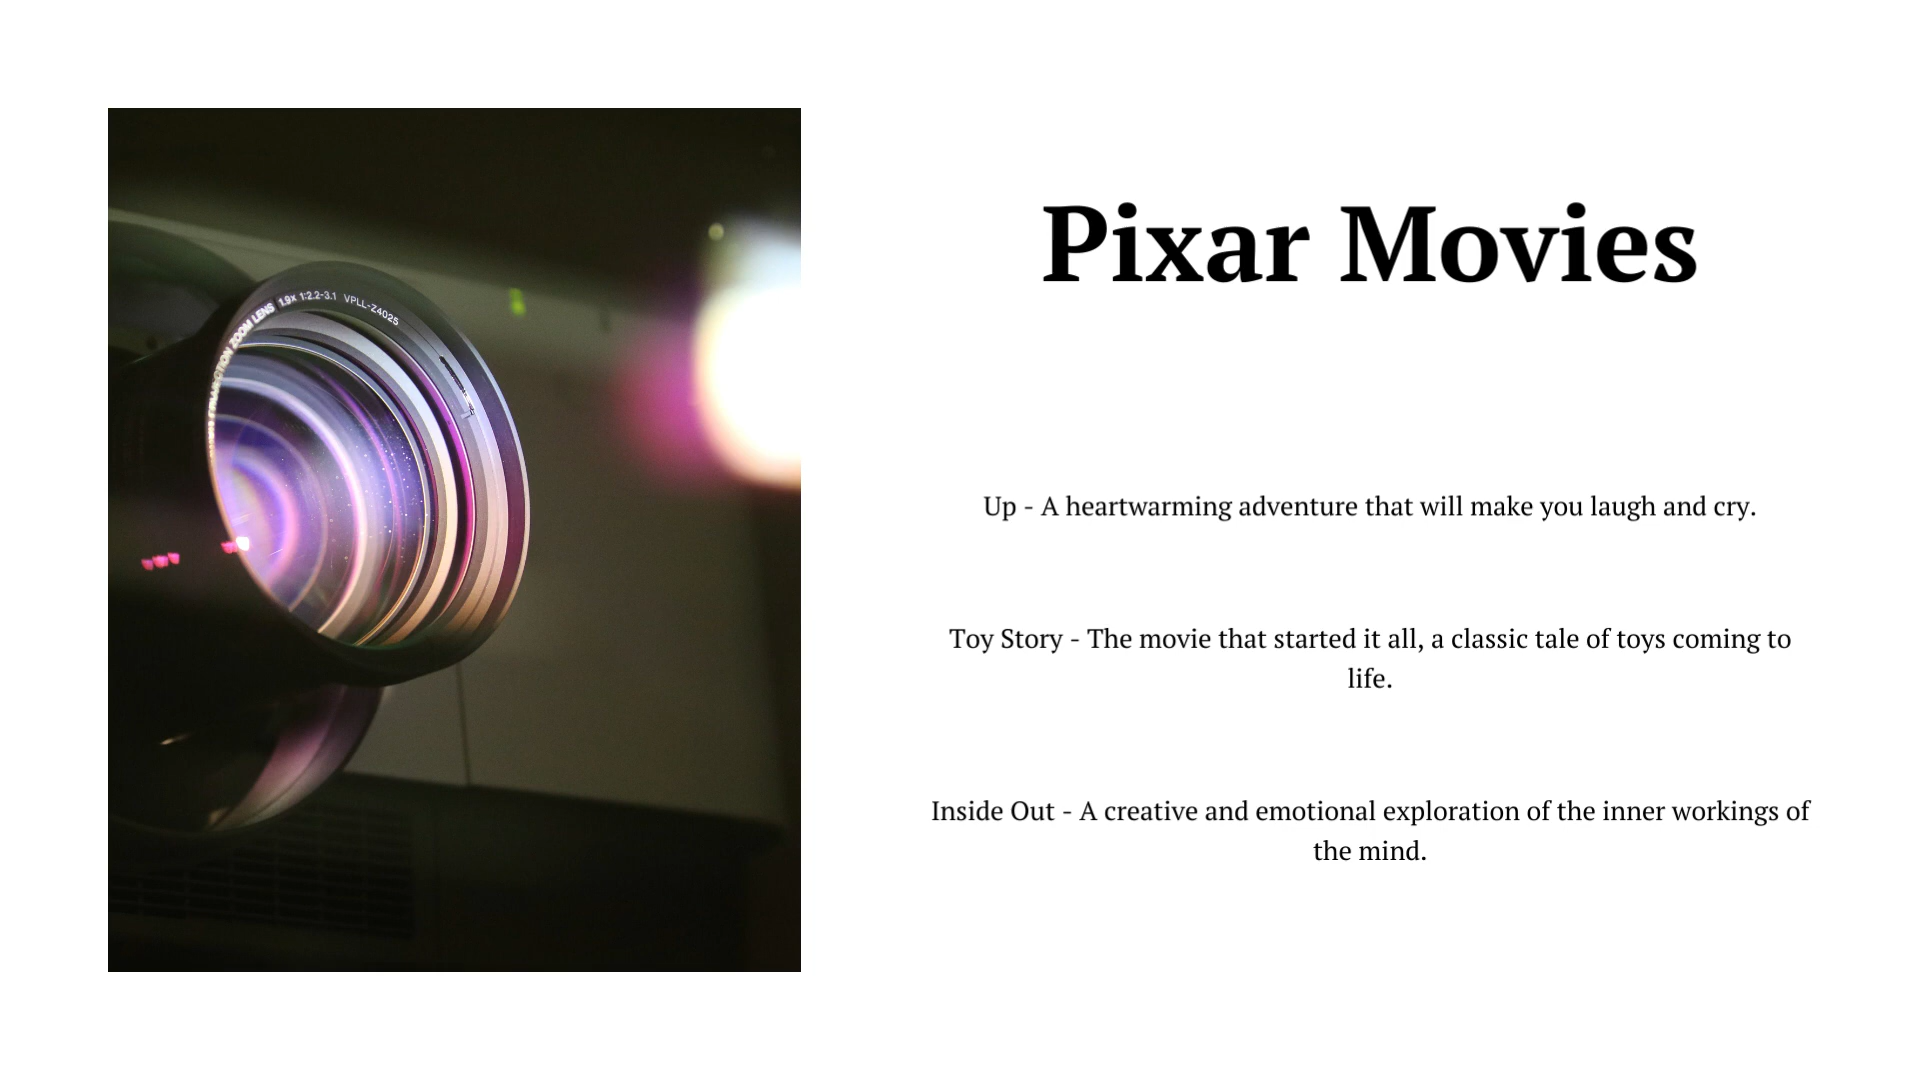 PROJECTION ZOOM LENS 1.9x 1:2.2-3.1 VPLL-Z4025
Pixar Movies
Up - A heartwarming adventure that will make you laugh and cry.
Toy Story - The movie that started it all, a classic tale of toys coming to
life.
Inside Out - A creative and emotional exploration of the inner workings of
the mind.